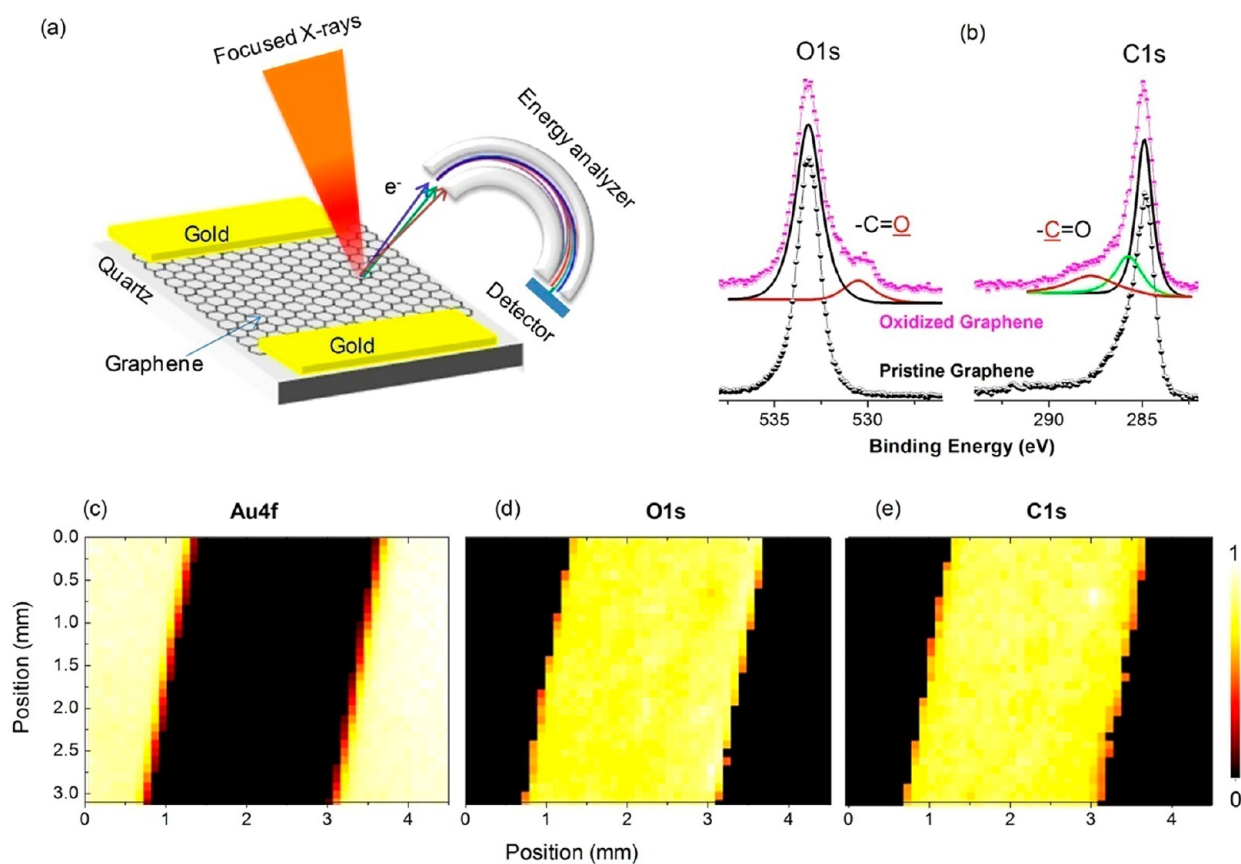 (a)
Focused X-rays
e-
Energy analyzer
Gold
Quartz
Detector
Graphene
Gold
(b)
O1s
C1s
-C=O
-C=O
Oxidized Graphene
Pristine Graphene
535
530
290
285
Binding Energy (eV)
(c)
Au4f
(d)
O1s
(e)
C1s
0.0
0.5
1.0
1.5
2.0
2.5
3.0
Position (mm)
0
1
2
3
4
0
1
2
3
4
0
1
2
3
4
Position (mm)
1
0